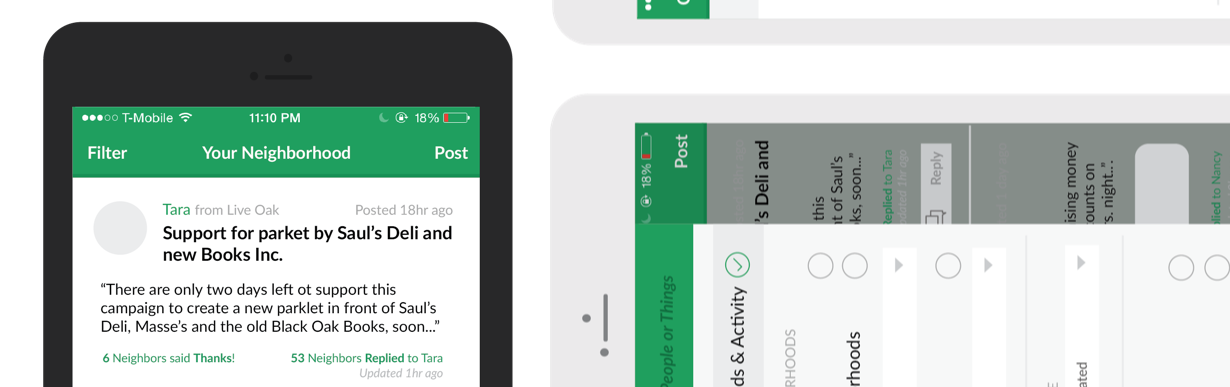 T-Mobile 11:10 PM 18%
Filter Your Neighborhood Post
Tara from Live Oak Posted 18hr ago
Support for parket by Saul's Deli and
new Books Inc.
“There are only two days left ot support this
campaign to create a new parklet in front of Saul's
Deli, Masse's and the old Black Oak Books, soon...”
6 Neighbors said Thanks! 53 Neighbors Replied to Tara
Updated 1hr ago
18%
Post
's Deli and
this
nt of Saul's
ks, soon...”
Replied to Tara
pdated 1hr ago
Reply
ising money
ounts on
s. night...
plied to Nancy
People or Things
ds & Activity
RHOODS
rhoods
ated